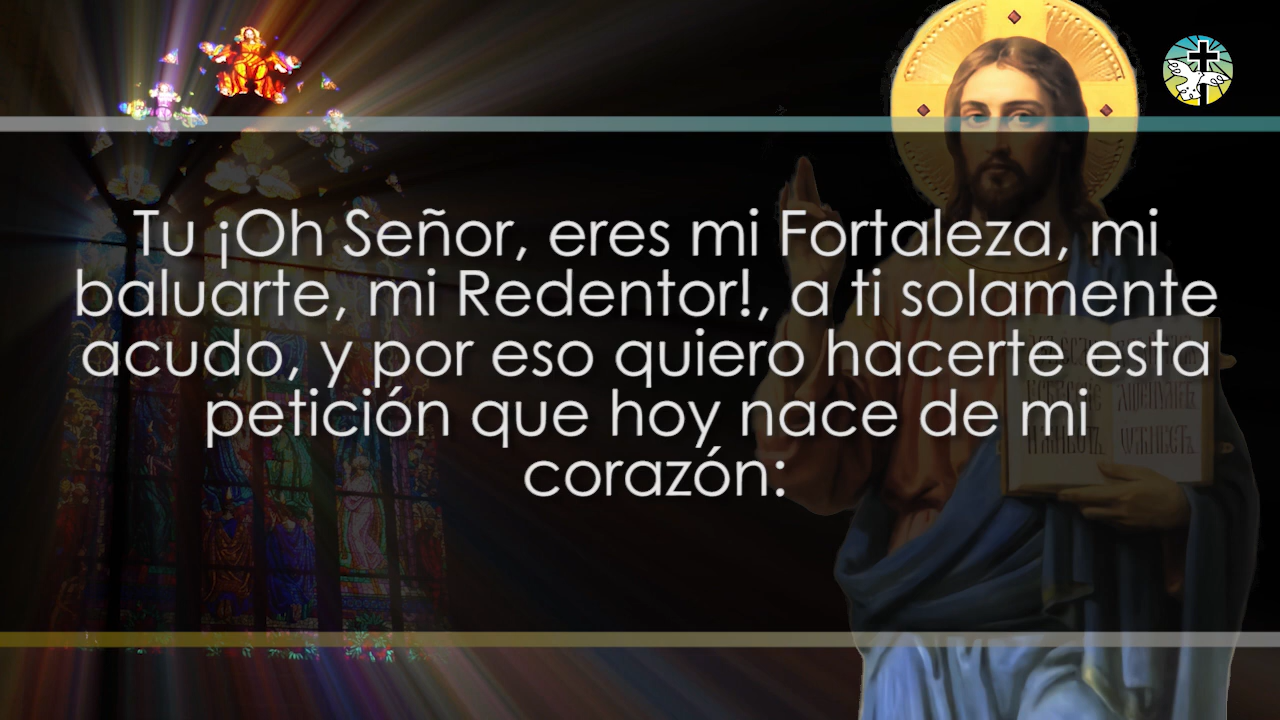 Tu ¡Oh Señor, eres mi Fortaleza, mi
baluarte, mi Redentor!, a ti solamente
acudo, y por eso quiero hacerte esta
petición que hoy nace de mi
corazón: